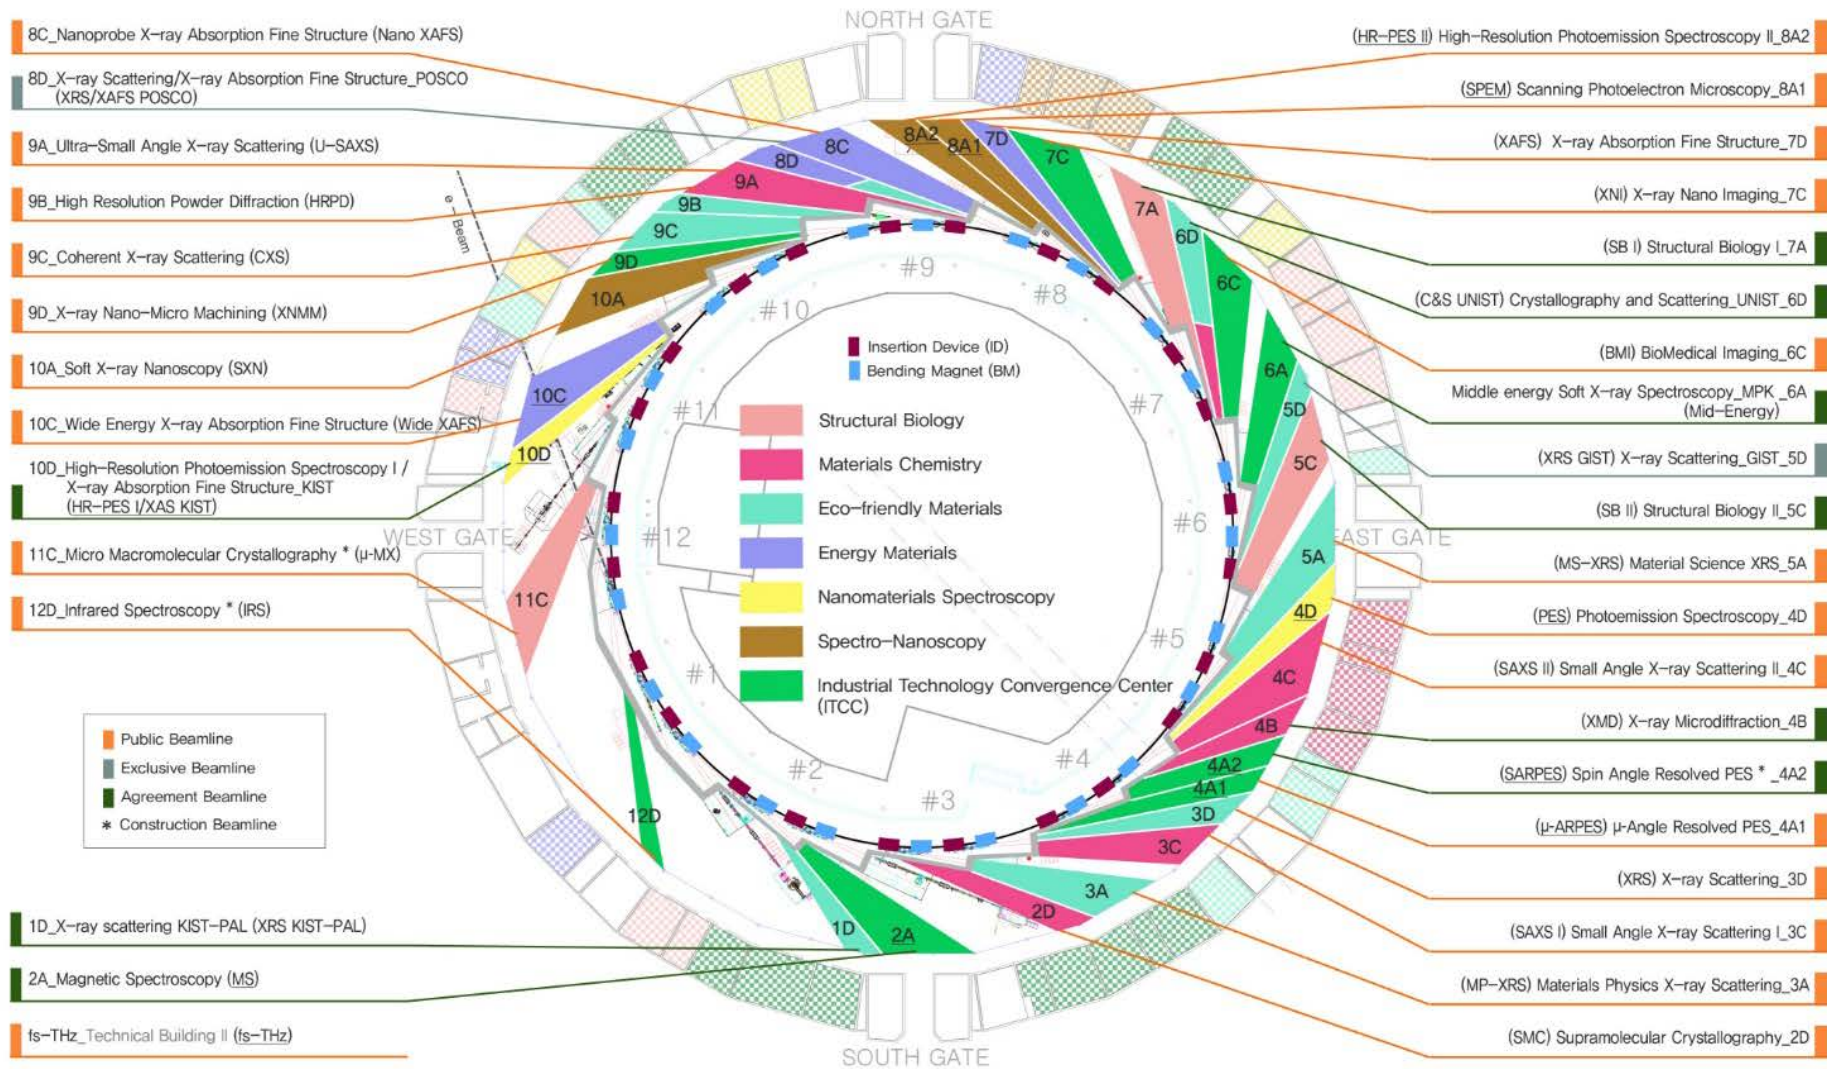 NORTH GATE
8C_Nanoprobe X-ray Absorption Fine Structure (Nano XAFS)
8D_X-ray Scattering/X-ray Absorption Fine Structure_POSCO
(XRS/XAFS POSCO)
9A_Ultra-Small Angle X-ray Scattering (U-SAXS)
9B_High Resolution Powder Diffraction (HRPD)
9C_Coherent X-ray Scattering (CXS)
9D_X-ray Nano-Micro Machining (XNMM)
10A_Soft X-ray Nanoscopy (SXN)
10C_Wide Energy X-ray Absorption Fine Structure (Wide XAFS)
10D_High-Resolution Photoemission Spectroscopy I /
X-ray Absorption Fine Structure_KIST
(HR-PES I/XAS KIST)
WEST GATE
11C_Micro Macromolecular Crystallography * (μ-MX)
12D_Infrared Spectroscopy * (IRS)
Public Beamline
Exclusive Beamline
Agreement Beamline
* Construction Beamline
1D_X-ray scattering KIST-PAL (XRS KIST-PAL)
2A_Magnetic Spectroscopy (MS)
fs-THz_Technical Building II (fs-THz)
e - Beam
8C
8D
9A
9B
9C
9D
10A
10C
10D
11C
12D
1D
2A
8A2
8A1
7D
7C
7A
6D
6C
6A
5D
5C
5A
4D
4C
4B
4A2
4A1
3D
3C
3A
2D
#9
#8
#10
#7
#11
#6
#12
#5
#1
#4
#2
#3
Insertion Device (ID)
Bending Magnet (BM)
Structural Biology
Materials Chemistry
Eco-friendly Materials
Energy Materials
Nanomaterials Spectroscopy
Spectro-Nanoscopy
Industrial Technology Convergence Center
(ITCC)
(HR-PES II) High-Resolution Photoemission Spectroscopy II_8A2
(SPEM) Scanning Photoelectron Microscopy_8A1
(XAFS) X-ray Absorption Fine Structure_7D
(XNI) X-ray Nano Imaging_7C
(SB I) Structural Biology I_7A
(C&S UNIST) Crystallography and Scattering_UNIST_6D
(BMI) BioMedical Imaging_6C
Middle energy Soft X-ray Spectroscopy_MPK _6A
(Mid-Energy)
(XRS GIST) X-ray Scattering_GIST_5D
(SB II) Structural Biology II_5C
EAST GATE
(MS-XRS) Material Science XRS_5A
(PES) Photoemission Spectroscopy_4D
(SAXS II) Small Angle X-ray Scattering II_4C
(XMD) X-ray Microdiffraction_4B
(SARPES) Spin Angle Resolved PES * _4A2
(μ-ARPES) μ-Angle Resolved PES_4A1
(XRS) X-ray Scattering_3D
(SAXS I) Small Angle X-ray Scattering I_3C
(MP-XRS) Materials Physics X-ray Scattering_3A
(SMC) Supramolecular Crystallography_2D
SOUTH GATE